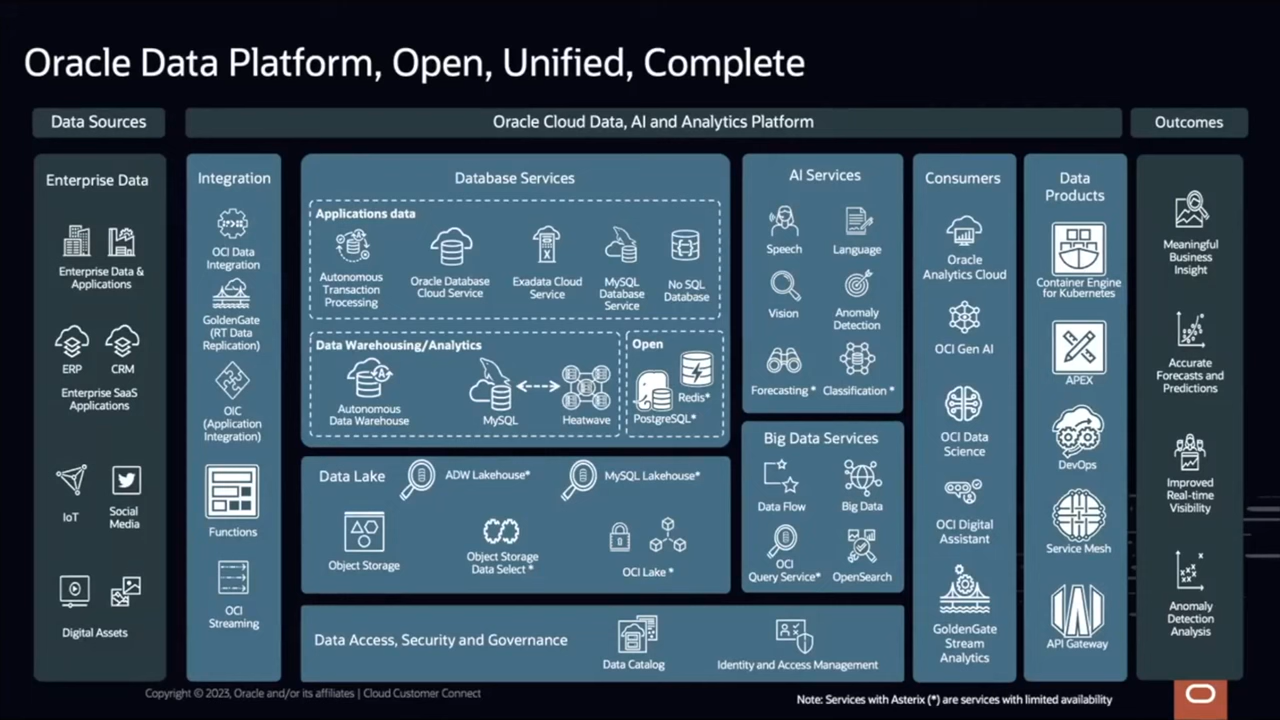 Oracle Data Platform, Open, Unified, Complete
Data Sources
Oracle Cloud Data, AI and Analytics Platform
Outcomes
Enterprise Data
Enterprise Data &
Applications
ERP
CRM
Enterprise SaaS
Applications
IoT
Social
Media
Digital Assets
Integration
OCI Data
Integration
GoldenGate
(RT Data
Replication)
OIC
(Application
Integration)
Functions
OCI
Streaming
Database Services
Applications data
Autonomous
Transaction
Processing
Oracle Database
Cloud Service
Exadata Cloud
Service
MySQL
Database
Service
No SQL
Database
Data Warehousing/Analytics
Autonomous
Data Warehouse
MySQL
Heatwave
Open
Redis*
PostgreSQL*
Data Lake
ADW Lakehouse*
MySQL Lakehouse*
Object Storage
Object Storage
Data Select *
OCI Lake *
Data Access, Security and Governance
Data Catalog
Identity and Access Management
AI Services
Speech
Language
Vision
Anomaly
Detection
Forecasting *
Classification *
Big Data Services
Data Flow
Big Data
OCI
Query Service*
OpenSearch
Consumers
Oracle
Analytics Cloud
OCI Gen AI
OCI Data
Science
OCI Digital
Assistant
GoldenGate
Stream
Analytics
Data
Products
Container Engine
for Kubernetes
APEX
DevOps
Service Mesh
API Gateway
Meaningful
Business
Insight
Accurate
Forecasts and
Predictions
Improved
Real-time
Visibility
Anomaly
Detection
Analysis
Copyright © 2023, Oracle and/or its affiliates | Cloud Customer Connect
Note: Services with Asterix (*) are services with limited availability